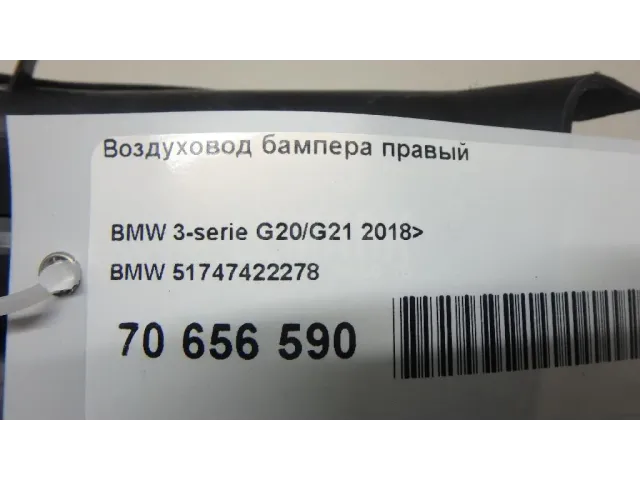 Воздуховод бампера правый
BMW 3-serie G20/G21 2018>
BMW 51747422278
70 656 590